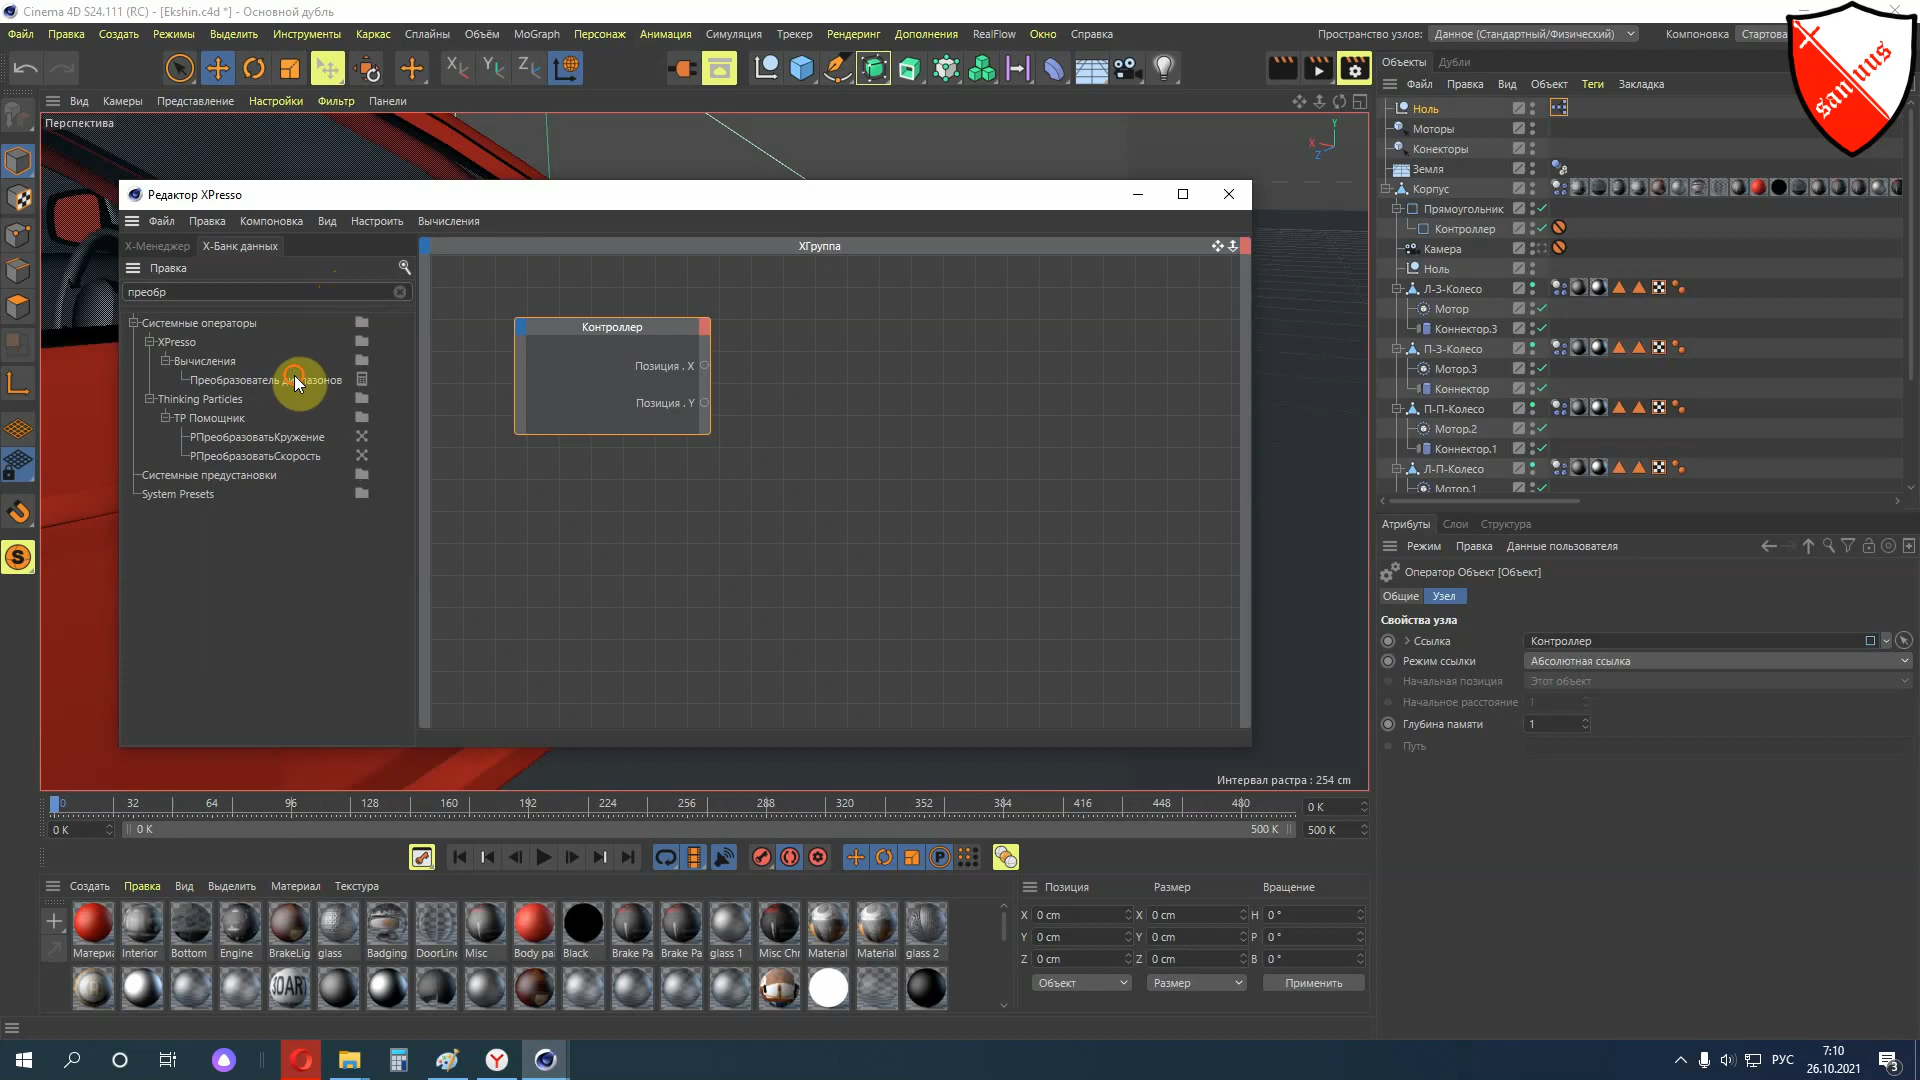 Cinema 4D S24.111 (RC) - [Ekshin.c4d *] - Основной дубль
Файл Правка Создать Режимы Выделить Инструменты Каркас Сплайны Объём MoGraph Персонаж Анимация Симуляция Трекер Рендеринг Дополнения RealFlow Окно Справка
Пространство узлов: Данное (Стандартный/Физический) Компоновка Стартова
sanuus
Вид Камеры Представление Настройки Фильтр Панели
Перспектива
Редактор XPresso
Файл Правка Компоновка Вид Настроить Вычисления
X-Менеджер X-Банк данных
Правка
преобр
Системные операторы
XPresso
Вычисления
Преобразователь диапазонов
Thinking Particles
TP Помощник
PПреобразоватьКружение
PПреобразоватьСкорость
Системные предустановки
System Presets
XГруппа
Контроллер
Позиция . X
Позиция . Y
Y
X
Z
Интервал растра : 254 cm
Объекты Дубли
Файл Правка Вид Объект Теги Закладка
Ноль
Моторы
Конекторы
Земля
Корпус
Прямоугольник
Контроллер
Камера
Ноль
Л-З-Колесо
Мотор
Коннектор.3
П-З-Колесо
Мотор.3
Коннектор
П-П-Колесо
Мотор.2
Коннектор.1
Л-П-Колесо
Мотор.1
Атрибуты Слои Структура
Режим Правка Данные пользователя
Оператор Объект [Объект]
Общие Узел
Свойства узла
Ссылка Контроллер
Режим ссылки Абсолютная ссылка
Начальная позиция Этот объект
Начальное расстояние 1
Глубина памяти 1
Путь
0 32 64 96 128 160 192 224 256 288 320 352 384 416 448 480 0 K
0 K 0 K 500 K 500 K
Создать Правка Вид Выделить Материал Текстура
Материа Interior Bottom Engine BrakeLig glass Badging DoorLine Misc Body pa Black Brake Pa Brake Pa glass 1 Misc Chr Material Material glass 2
Позиция Размер Вращение
X 0 cm X 0 cm H 0 °
Y 0 cm Y 0 cm P 0 °
Z 0 cm Z 0 cm B 0 °
Объект Размер Применить
РУС
7:10
26.10.2021
3